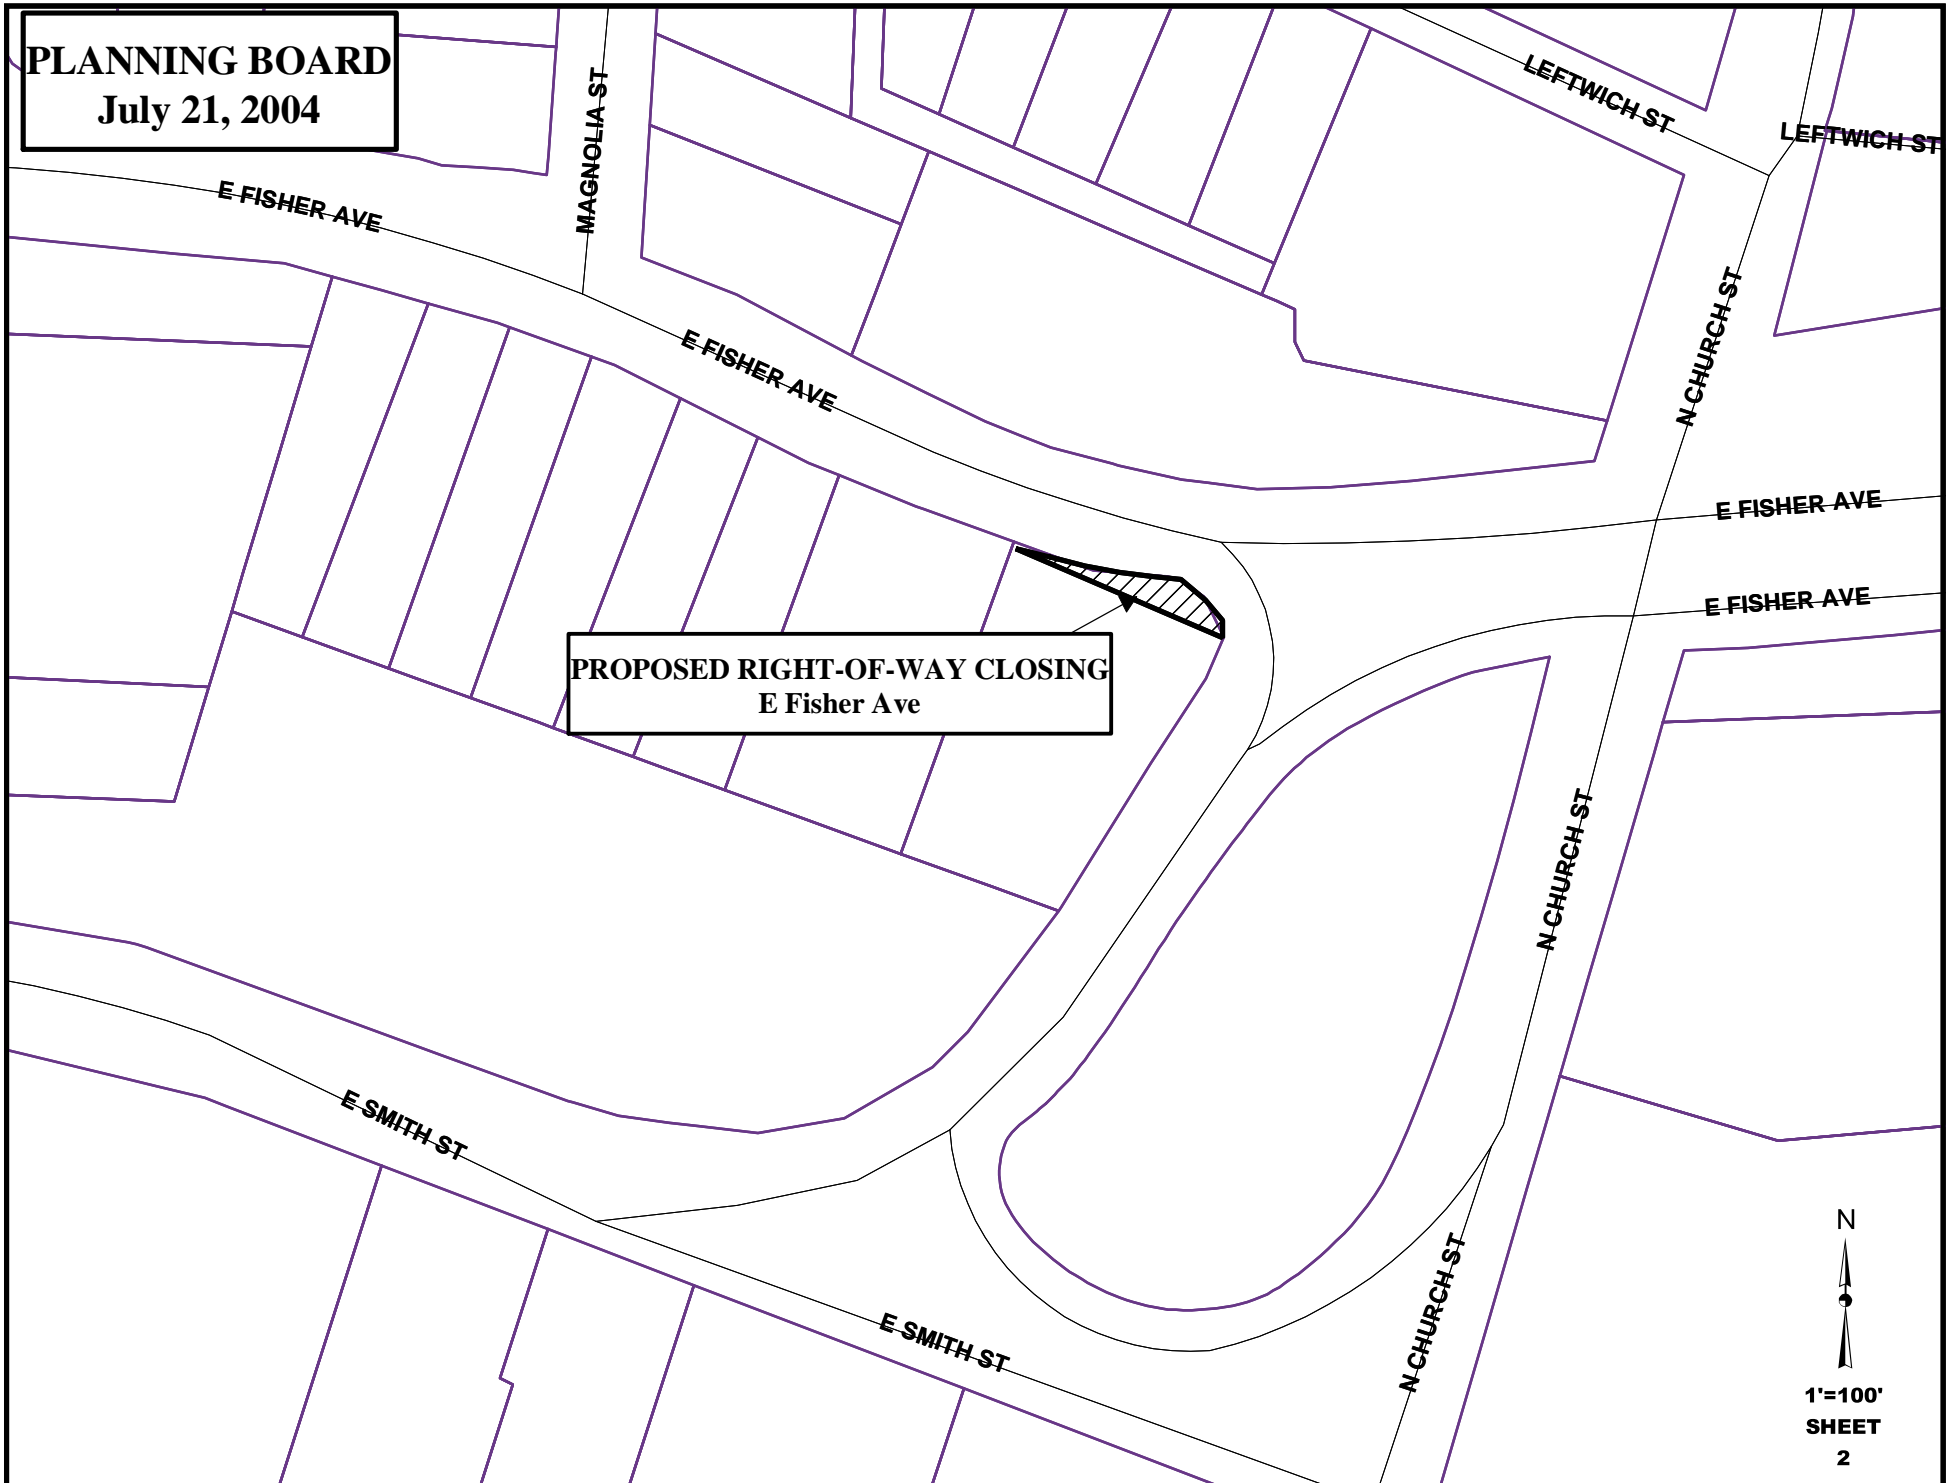 PLANNING BOARD
July 21, 2004
LEFTWICH ST
LEFTWICH ST
MAGNOLIA ST
E FISHER AVE
N CHURCH ST
E FISHER AVE
E FISHER AVE
E FISHER AVE
PROPOSED RIGHT-OF-WAY CLOSING
E Fisher Ave
N CHURCH ST
E SMITH ST
N CHURCH ST
E SMITH ST
N
1'=100'
SHEET
2